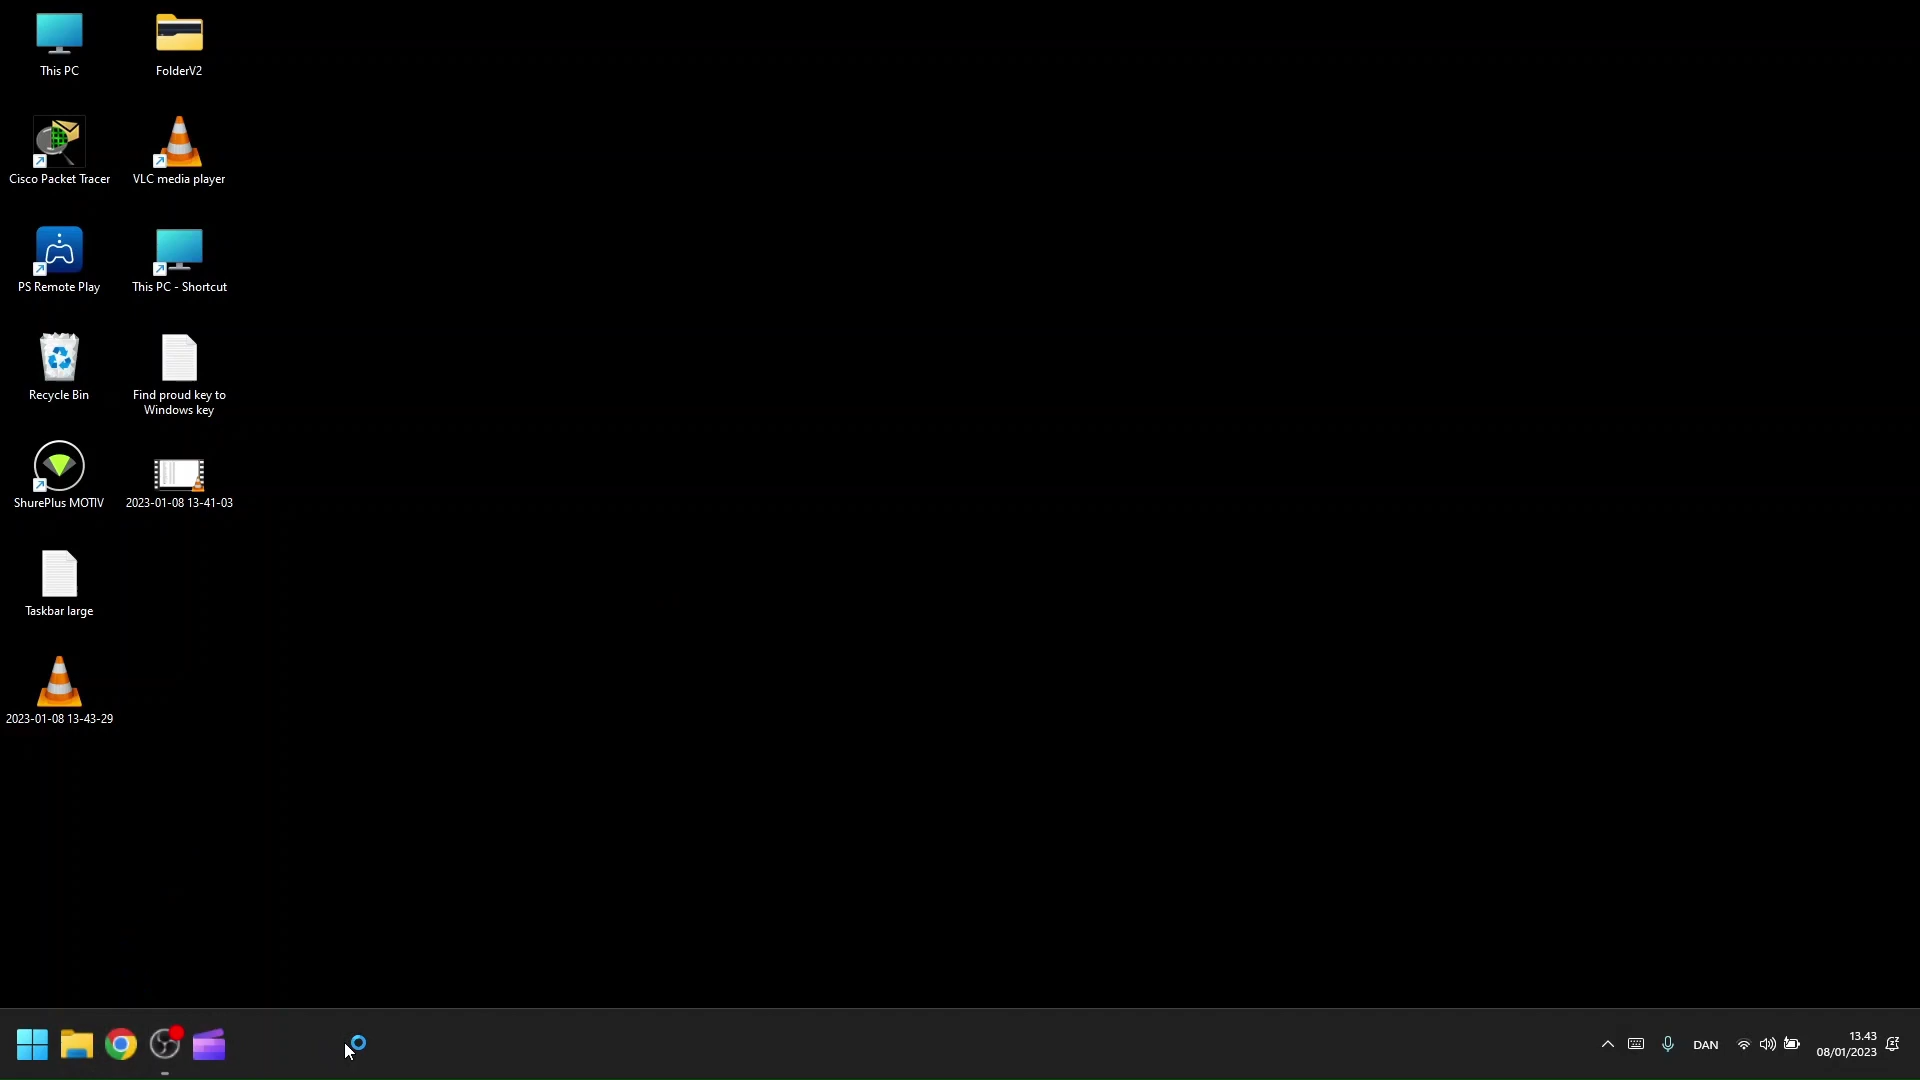 This PC
FolderV2
Cisco Packet Tracer
VLC media player
PS Remote Play
This PC - Shortcut
Recycle Bin
Find proud key to
Windows key
ShurePlus MOTIV
2023-01-08 13-41-03
Taskbar large
2023-01-08 13-43-29
DAN
13.43
08/01/2023